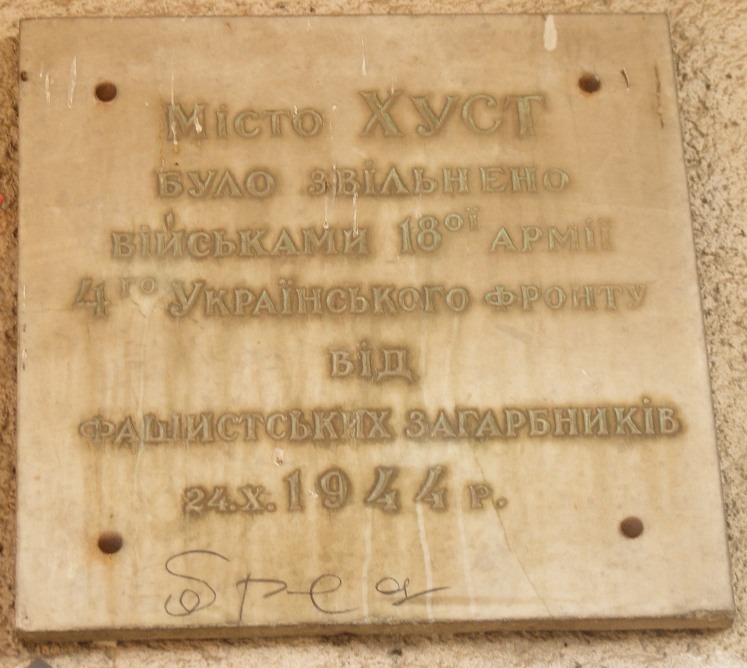 Місто ХУСТ
було звільнено
військами 18ої армії
4го Українського фронту
від
фашистських загарбників
24.X.1944 р.